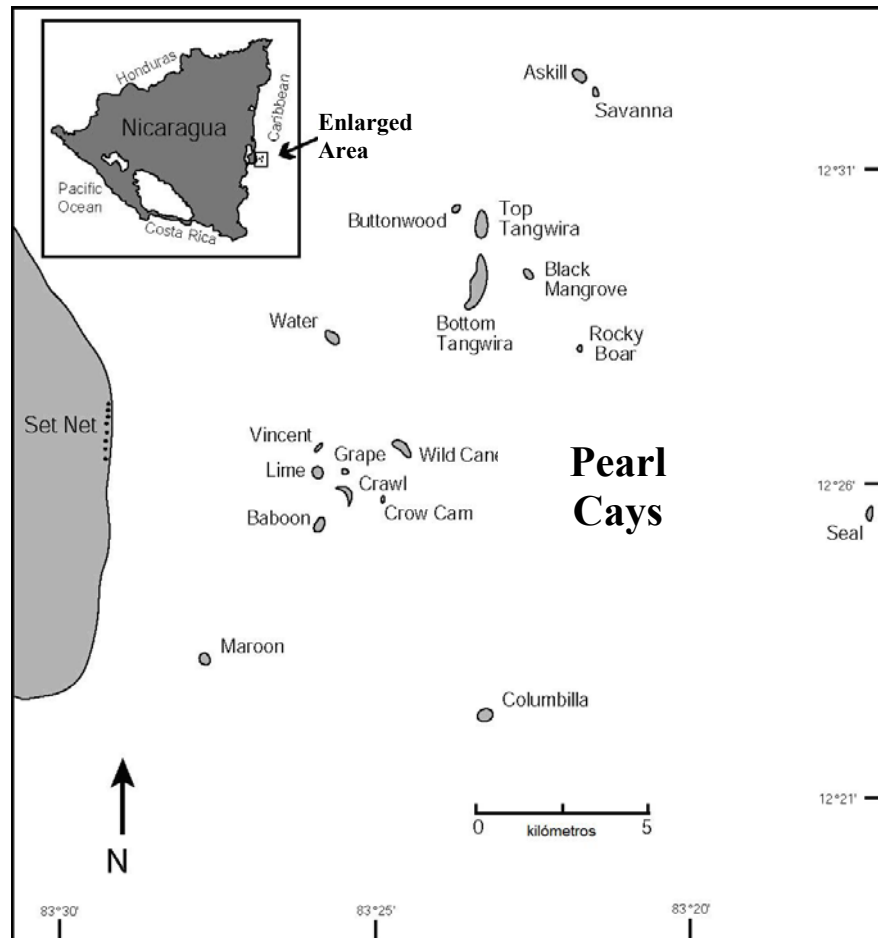 Honduras
Caribbean
Nicaragua
Pacific
Ocean
Costa Rica
Enlarged
Area
Askill
Savanna
12°31'
Buttonwood
Top
Tangwira
Black
Mangrove
Water
Bottom
Tangwira
Rocky
Boar
Set Net
Vincent
Grape
Wild Cane
Lime
Crawl
Pearl
Cays
12°26'
Baboon
Crow Cam
Seal
Maroon
Columbilla
12°21'
0
5
kilómetros
N
83°30'
83°25'
83°20'